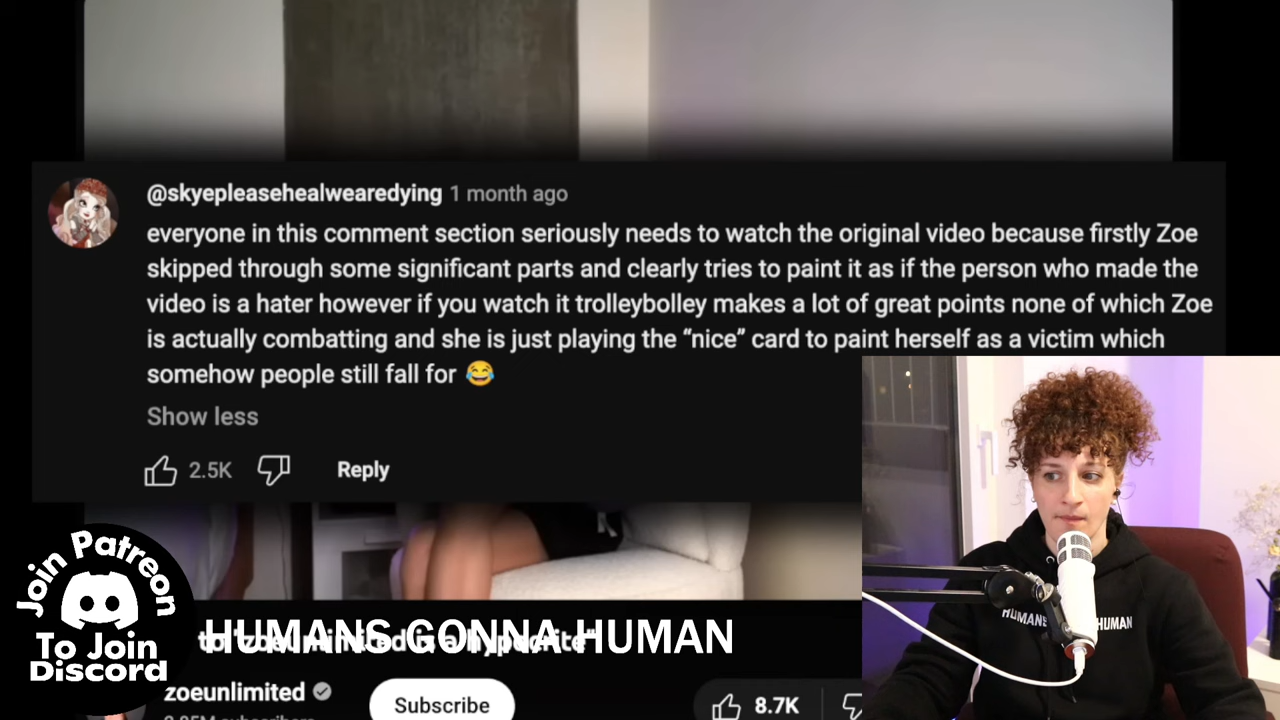 @skyepleasehealwearedying 1 month ago
everyone in this comment section seriously needs to watch the original video because firstly Zoe
skipped through some significant parts and clearly tries to paint it as if the person who made the
video is a hater however if you watch it trolleybolley makes a lot of great points none of which Zoe
is actually combatting and she is just playing the “nice” card to paint herself as a victim which
somehow people still fall for 😂
Show less
2.5K Reply
Join Patreon
To Join
Discord
HUMANS GONNA HUMAN
to "zoeunlimited is a hypocrite"
zoeunlimited
Subscribe
8.7K
HUMANS HUMAN